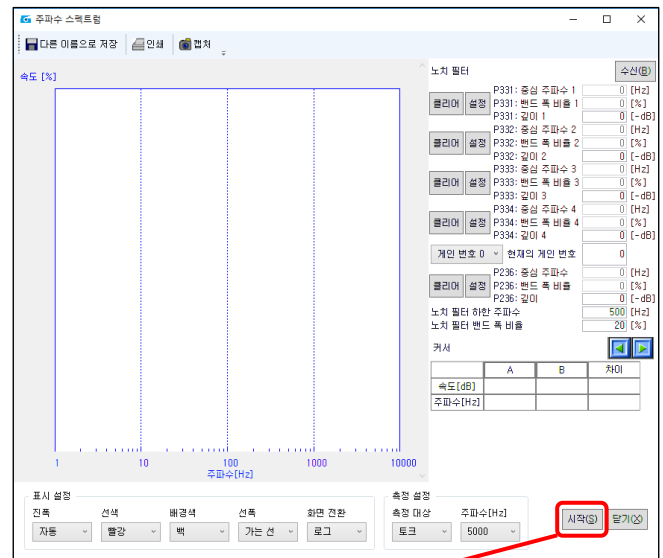 주파수 스펙트럼
다른 이름으로 저장 인쇄 캡처
노치 필터 수신(B)
속도 [%]
P331: 중심 주파수 1 0 [Hz]
클리어 설정 P331: 밴드 폭 비율 1 0 [%]
P331: 깊이 1 0 [-dB]
P332: 중심 주파수 2 0 [Hz]
클리어 설정 P332: 밴드 폭 비율 2 0 [%]
P332: 깊이 2 0 [-dB]
P333: 중심 주파수 3 0 [Hz]
클리어 설정 P333: 밴드 폭 비율 3 0 [%]
P333: 깊이 3 0 [-dB]
P334: 중심 주파수 4 0 [Hz]
클리어 설정 P334: 밴드 폭 비율 4 0 [%]
P334: 깊이 4 0 [-dB]
게인 번호 0 현재의 게인 번호 0
P236: 중심 주파수 0 [Hz]
클리어 설정 P236: 밴드 폭 비율 0 [%]
P236: 깊이 0 [-dB]
노치 필터 하한 주파수 500 [Hz]
노치 필터 밴드 폭 비율 20 [%]
커서
A B 차이
속도[dB]
주파수[Hz]
1 10 100 1000 10000
주파수[Hz]
표시 설정
진폭 선색 배경색 선폭 화면 전환
자동 빨강 백 가는 선 로그
측정 설정
측정 대상 주파수[Hz]
토크 5000
시작(S) 닫기(X)